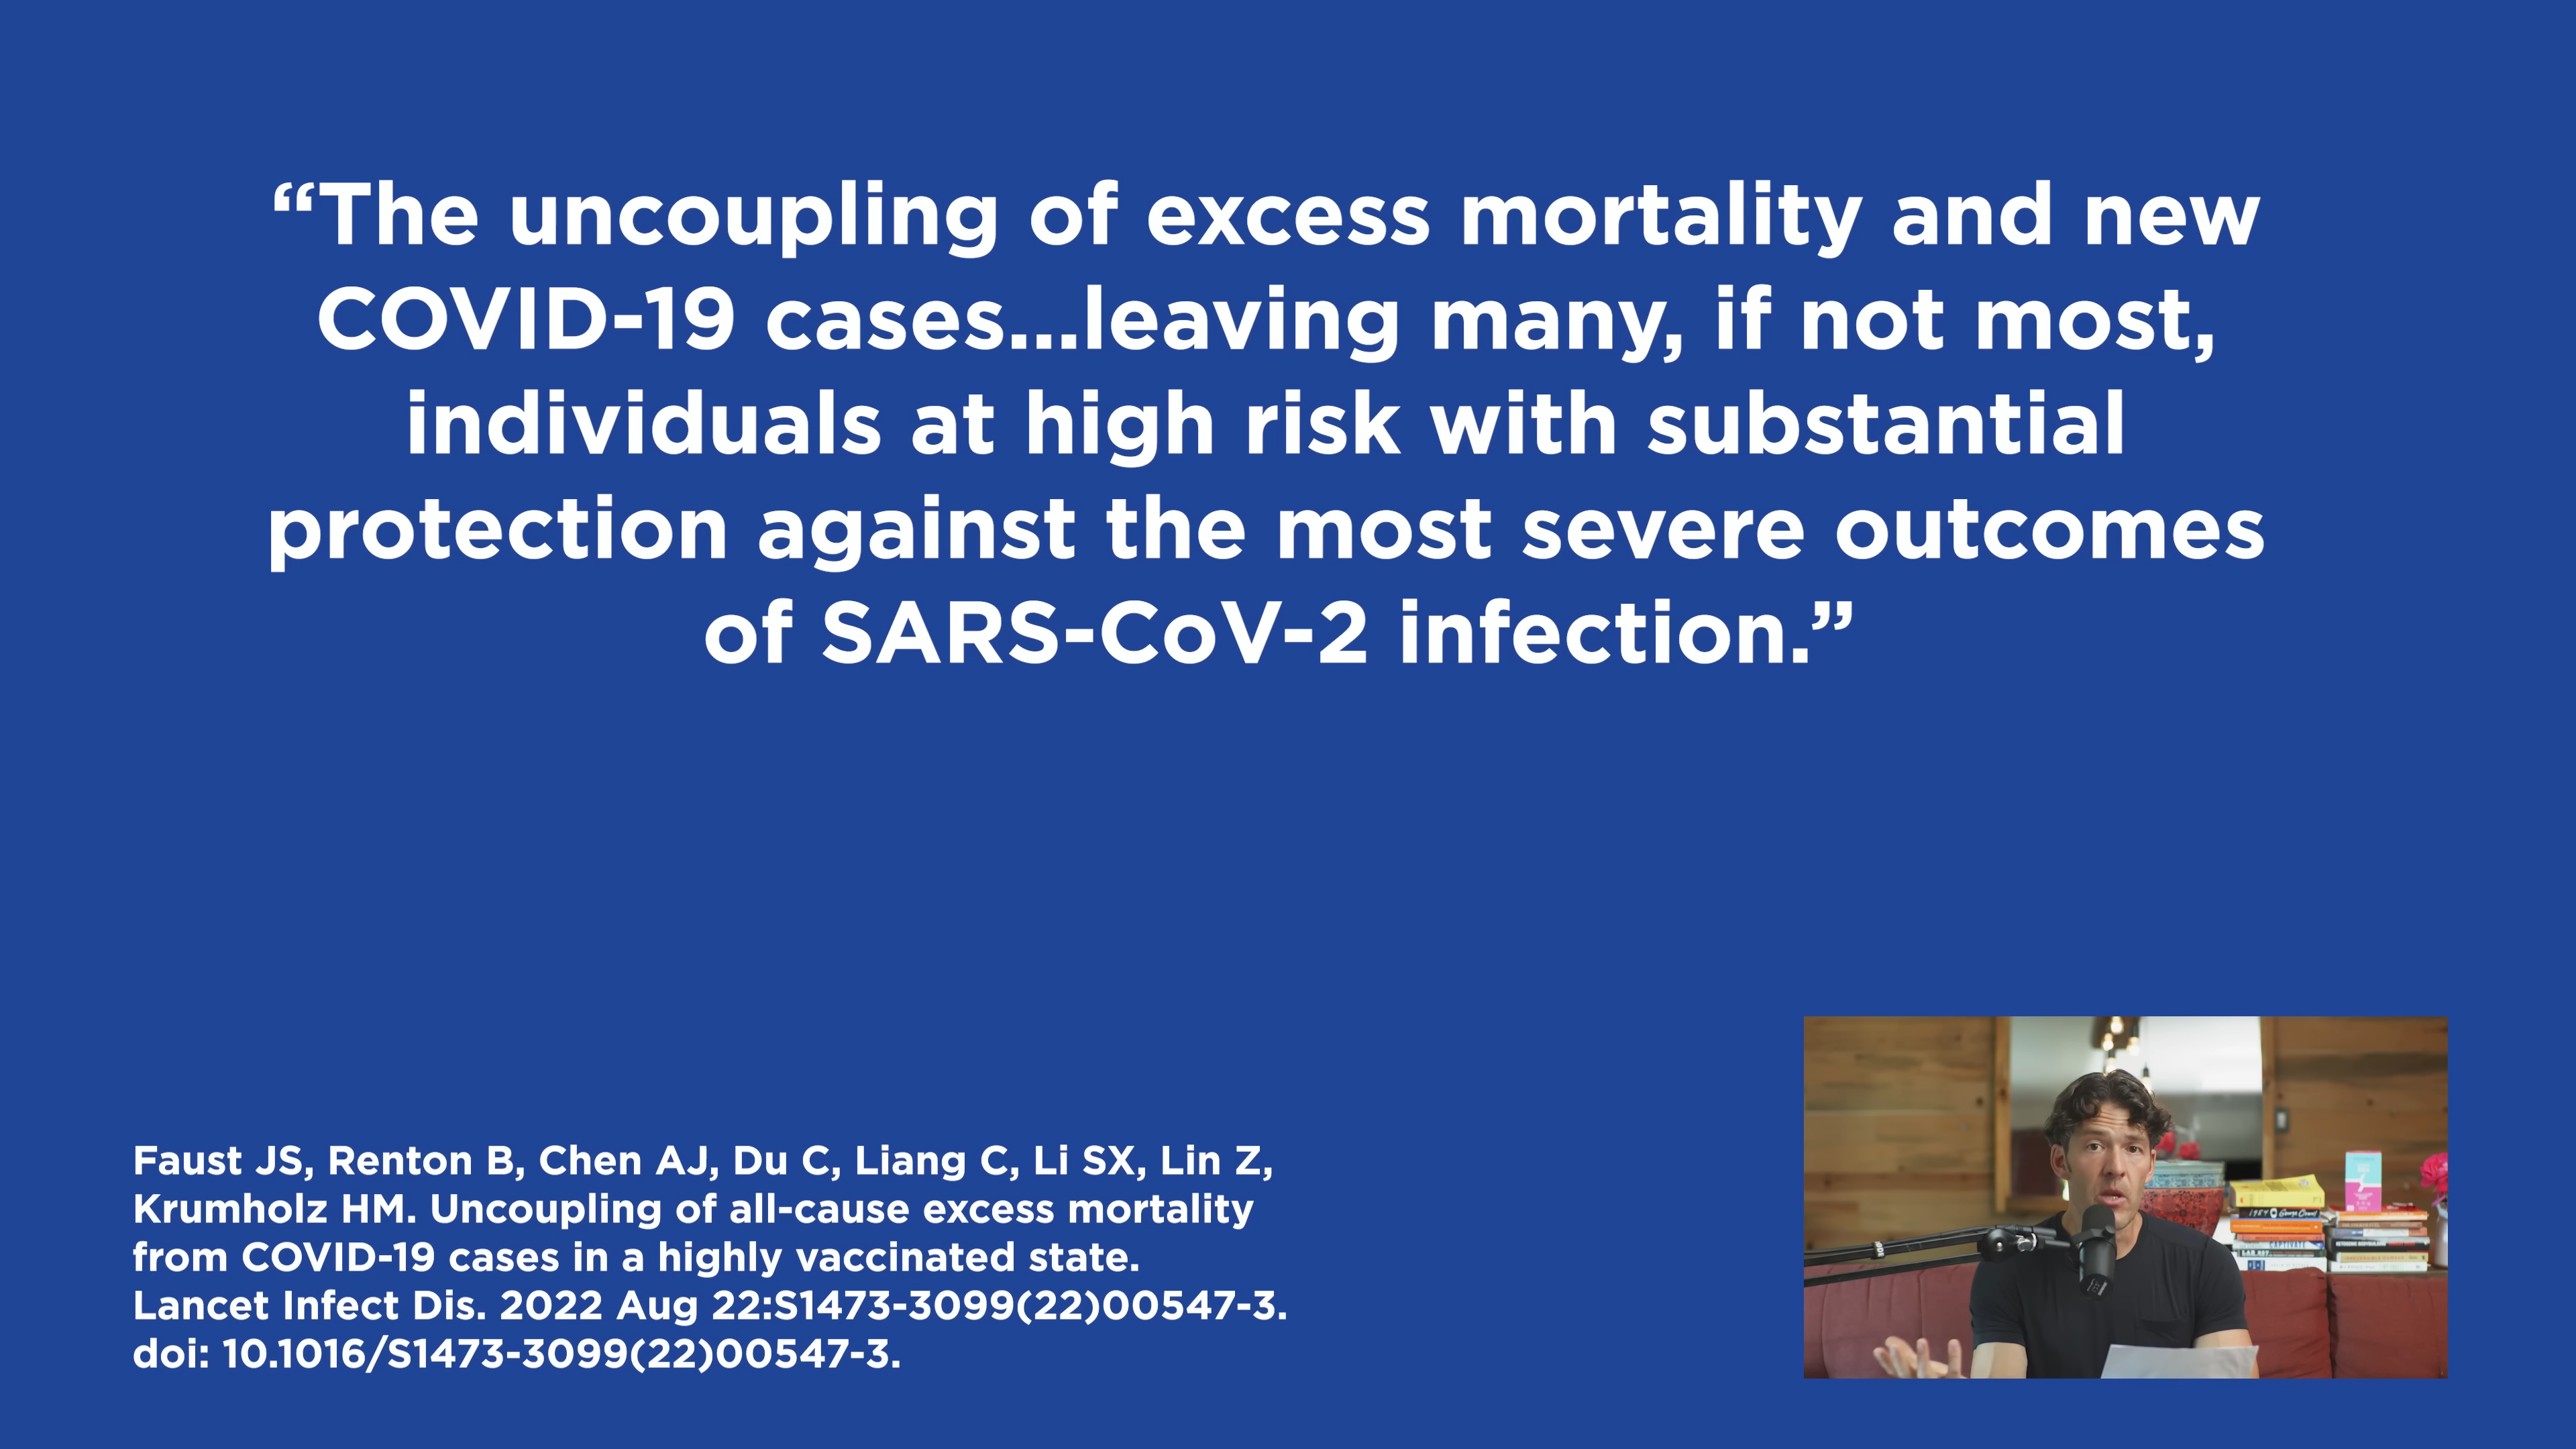 “The uncoupling of excess mortality and new
COVID-19 cases...leaving many, if not most,
individuals at high risk with substantial
protection against the most severe outcomes
of SARS-CoV-2 infection.”
Faust JS, Renton B, Chen AJ, Du C, Liang C, Li SX, Lin Z,
Krumholz HM. Uncoupling of all-cause excess mortality
from COVID-19 cases in a highly vaccinated state.
Lancet Infect Dis. 2022 Aug 22:S1473-3099(22)00547-3.
doi: 10.1016/S1473-3099(22)00547-3.
1984 George Orwell